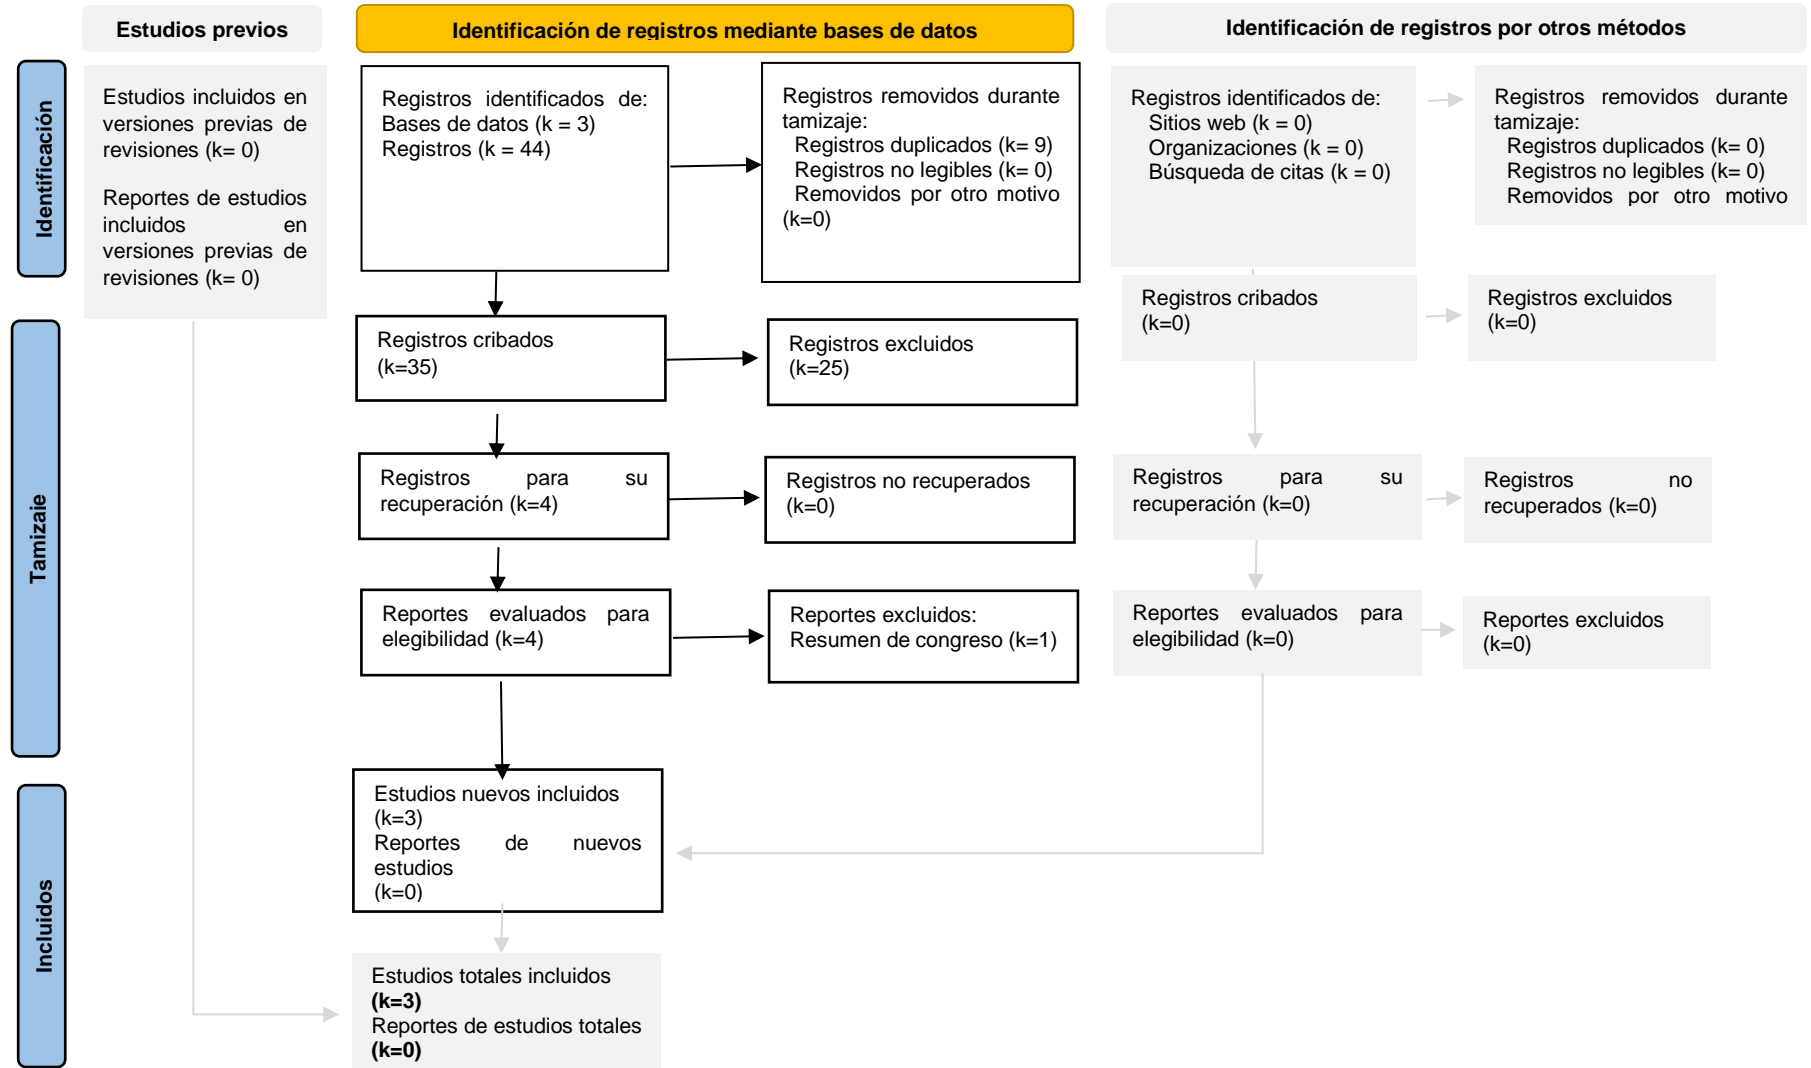 Estudios previos
Identificación de registros mediante bases de datos
Identificación de registros por otros métodos
Identificación
Estudios incluidos en
versiones previas de
revisiones (k= 0)
Reportes de estudios
incluidos en
versiones previas de
revisiones (k= 0)
Registros identificados de:
Bases de datos (k = 3)
Registros (k = 44)
Registros removidos durante
tamizaje:
Registros duplicados (k= 9)
Registros no legibles (k= 0)
Removidos por otro motivo
(k=0)
Registros identificados de:
Sitios web (k = 0)
Organizaciones (k = 0)
Búsqueda de citas (k = 0)
Registros removidos durante
tamizaje:
Registros duplicados (k= 0)
Registros no legibles (k= 0)
Removidos por otro motivo
Tamizaje
Registros cribados
(k=35)
Registros excluidos
(k=25)
Registros cribados
(k=0)
Registros excluidos
(k=0)
Registros para su
recuperación (k=4)
Registros no recuperados
(k=0)
Registros para su
recuperación (k=0)
Registros no
recuperados (k=0)
Reportes evaluados para
elegibilidad (k=4)
Reportes excluidos:
Resumen de congreso (k=1)
Reportes evaluados para
elegibilidad (k=0)
Reportes excluidos
(k=0)
Incluidos
Estudios nuevos incluidos
(k=3)
Reportes de nuevos
estudios
(k=0)
Estudios totales incluidos
(k=3)
Reportes de estudios totales
(k=0)